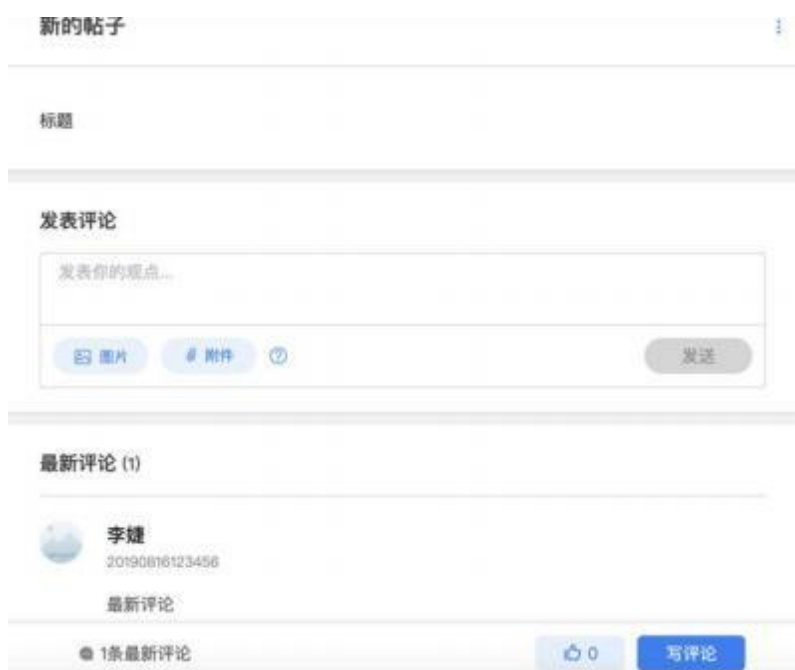 新的帖子
标题
发表评论
发表你的观点...
图片 附件
发送
最新评论 (1)
李婕
20190816123456
最新评论
1条最新评论
0 写评论